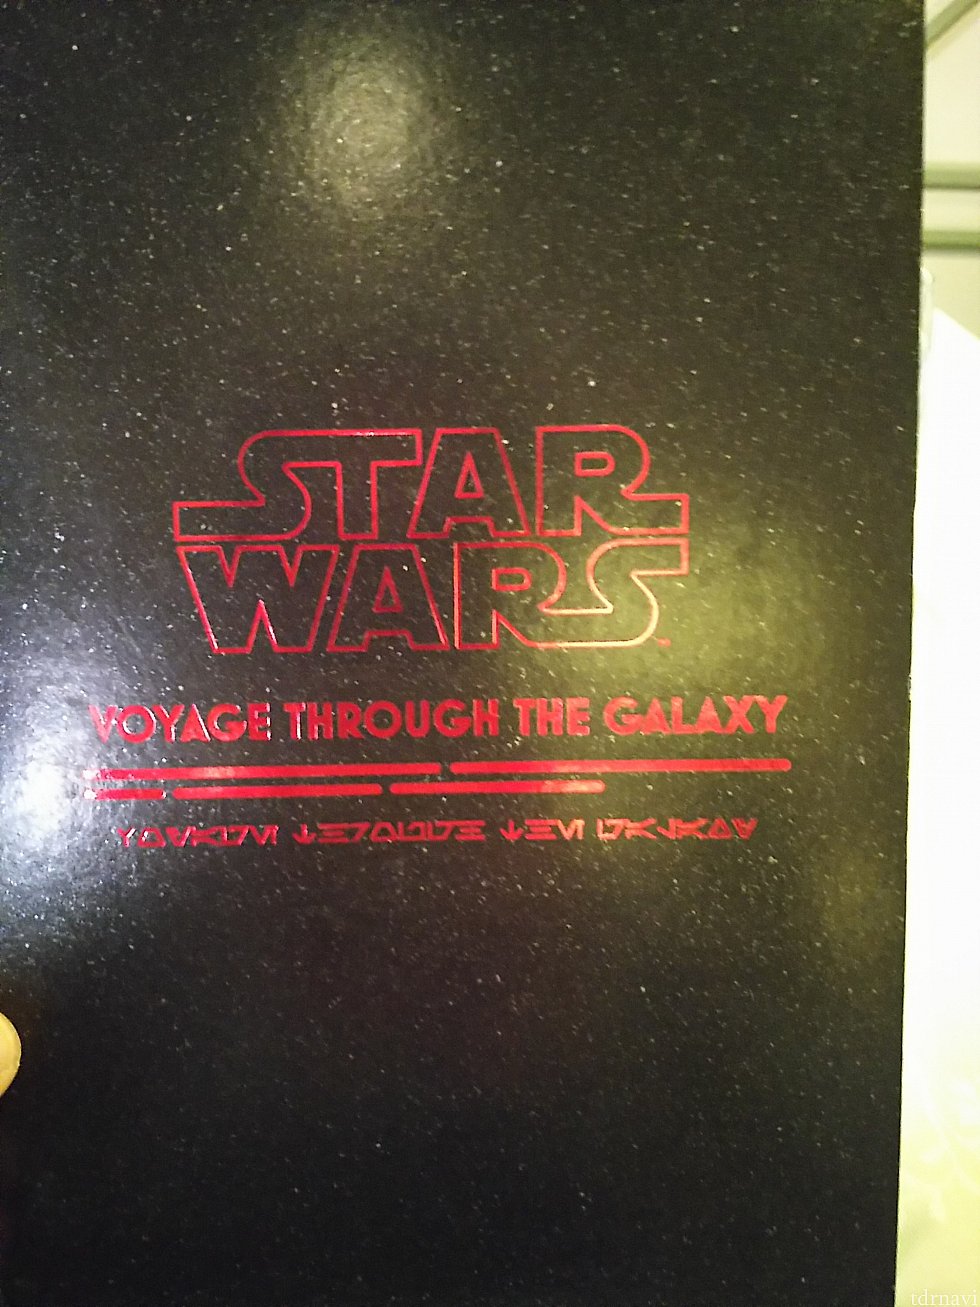 STAR
WARS
VOYAGE THROUGH THE GALAXY
tdrnavi